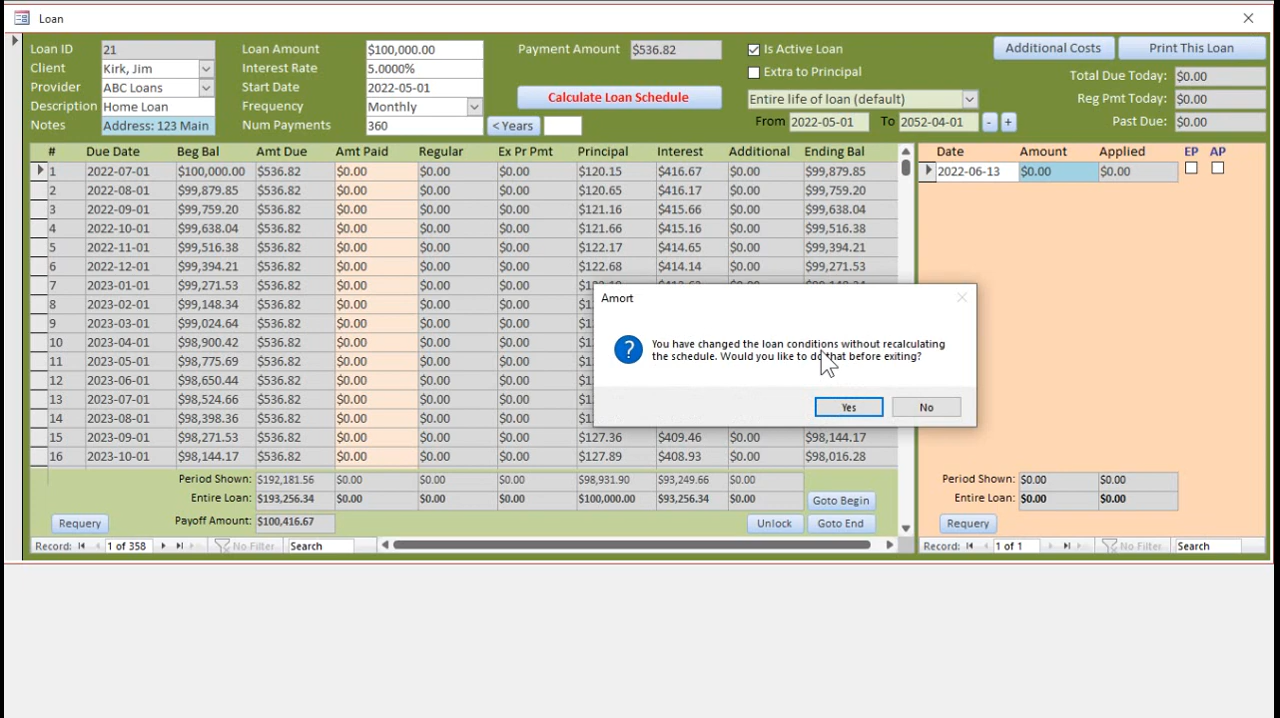 Loan
Loan ID 21 Loan Amount $100,000.00 Payment Amount $536.82 Is Active Loan Additional Costs Print This Loan
Client Kirk, Jim Interest Rate 5.0000% Extra to Principal Total Due Today: $0.00
Provider ABC Loans Start Date 2022-05-01 Calculate Loan Schedule Entire life of loan (default) Reg Pmt Today: $0.00
Description Home Loan Frequency Monthly From 2022-05-01 To 2052-04-01 - + Past Due: $0.00
Notes Address: 123 Main Num Payments 360 < Years
# Due Date Beg Bal Amt Due Amt Paid Regular Ex Pr Pmt Principal Interest Additional Ending Bal Date Amount Applied EP AP
1 2022-07-01 $100,000.00 $536.82 $0.00 $0.00 $0.00 $120.15 $416.67 $0.00 $99,879.85 2022-06-13 $0.00 $0.00
2 2022-08-01 $99,879.85 $536.82 $0.00 $0.00 $0.00 $120.65 $416.17 $0.00 $99,759.20
3 2022-09-01 $99,759.20 $536.82 $0.00 $0.00 $0.00 $121.16 $415.66 $0.00 $99,638.04
4 2022-10-01 $99,638.04 $536.82 $0.00 $0.00 $0.00 $121.66 $415.16 $0.00 $99,516.38
5 2022-11-01 $99,516.38 $536.82 $0.00 $0.00 $0.00 $122.17 $414.65 $0.00 $99,394.21
6 2022-12-01 $99,394.21 $536.82 $0.00 $0.00 $0.00 $122.68 $414.14 $0.00 $99,271.53
7 2023-01-01 $99,271.53 $536.82 $0.00 $0.00 $0.00
8 2023-02-01 $99,148.34 $536.82 $0.00 $0.00 $0.00
9 2023-03-01 $99,024.64 $536.82 $0.00 $0.00 $0.00
10 2023-04-01 $98,900.42 $536.82 $0.00 $0.00 $0.00
11 2023-05-01 $98,775.69 $536.82 $0.00 $0.00 $0.00
12 2023-06-01 $98,650.44 $536.82 $0.00 $0.00 $0.00
13 2023-07-01 $98,524.66 $536.82 $0.00 $0.00 $0.00
14 2023-08-01 $98,398.36 $536.82 $0.00 $0.00 $0.00
15 2023-09-01 $98,271.53 $536.82 $0.00 $0.00 $0.00 $127.36 $409.46 $0.00 $98,144.17
16 2023-10-01 $98,144.17 $536.82 $0.00 $0.00 $0.00 $127.89 $408.93 $0.00 $98,016.28
Amort
You have changed the loan conditions without recalculating
the schedule. Would you like to do that before exiting?
Yes No
Period Shown: $192,181.56 $0.00 $0.00 $0.00 $98,931.90 $93,249.66 $0.00 Period Shown: $0.00 $0.00
Entire Loan: $193,256.34 $0.00 $0.00 $0.00 $100,000.00 $93,256.34 $0.00 Goto Begin Entire Loan: $0.00 $0.00
Requery Payoff Amount: $100,416.67 Unlock Goto End Requery
Record: 1 of 358 No Filter Search Record: 1 of 1 No Filter Search